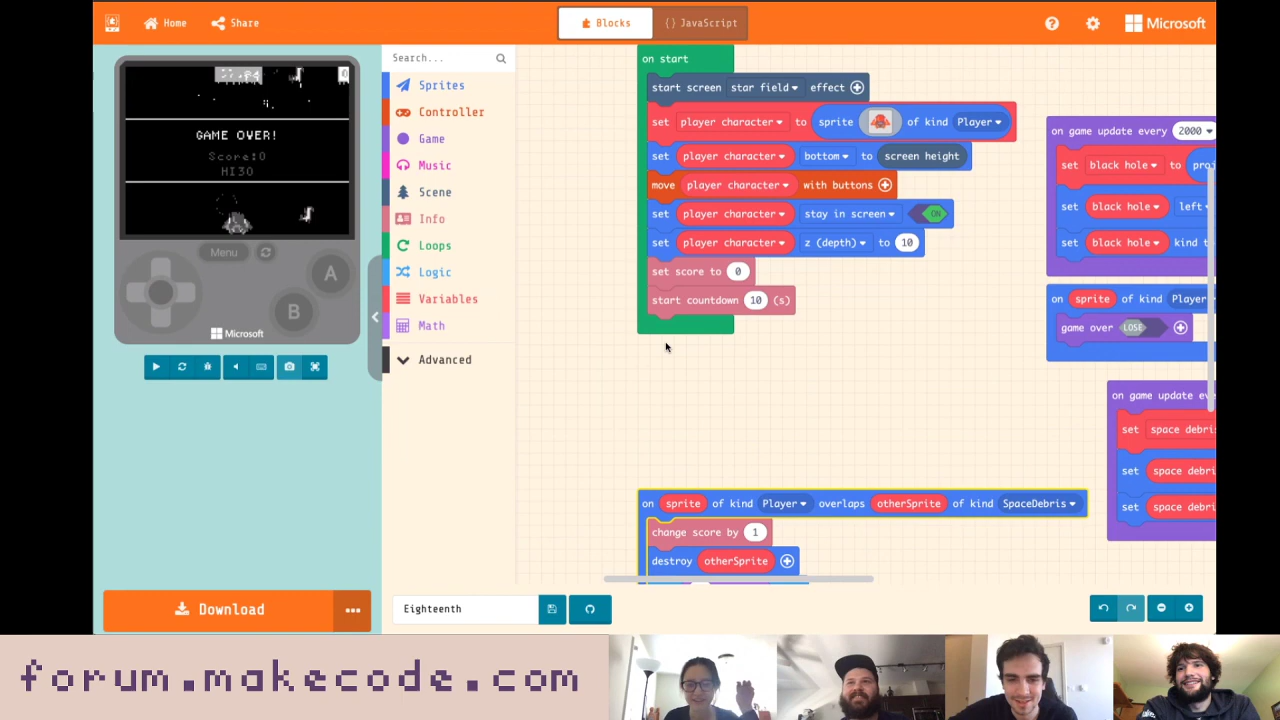 Home
Share
Blocks
{} JavaScript
Microsoft
0
GAME OVER!
Score:0
HI30
Menu
A
B
Microsoft
Search...
Sprites
Controller
Game
Music
Scene
Info
Loops
Logic
Variables
Math
Advanced
on start
start screen star field effect
set player character to sprite of kind Player
set player character bottom to screen height
move player character with buttons
set player character stay in screen ON
set player character z (depth) to 10
set score to 0
start countdown 10 (s)
on game update every 2000
set black hole to
set black hole left
set black hole kind
on sprite of kind Player
game over LOSE
on game update
set space
set space
set space
on sprite of kind Player overlaps otherSprite of kind SpaceDebris
change score by 1
destroy otherSprite
Download
Eighteenth
forum.makecode.com